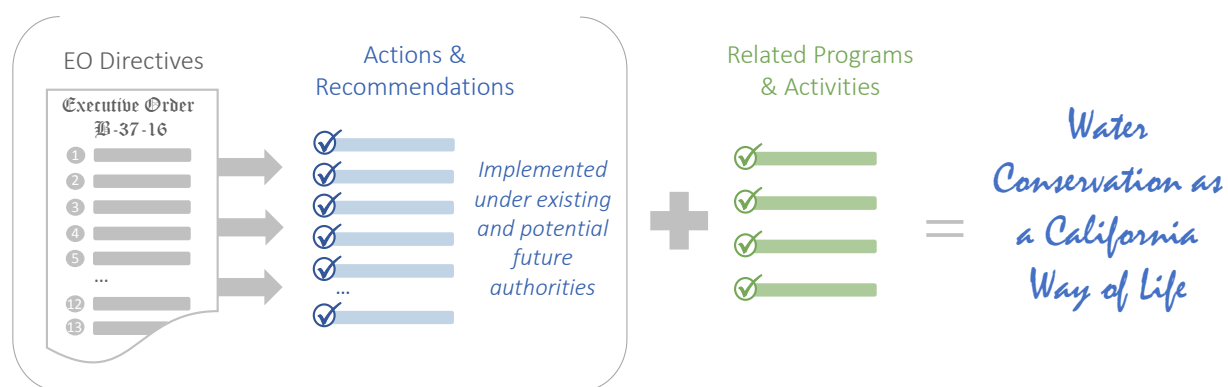 EO Directives
Executive Order
B-37-16
1
2
3
4
5
...
12
13
Actions &
Recommendations
...
Implemented
under existing
and potential
future
authorities
Related Programs
& Activities
Water
Conservation as
a California
Way of Life